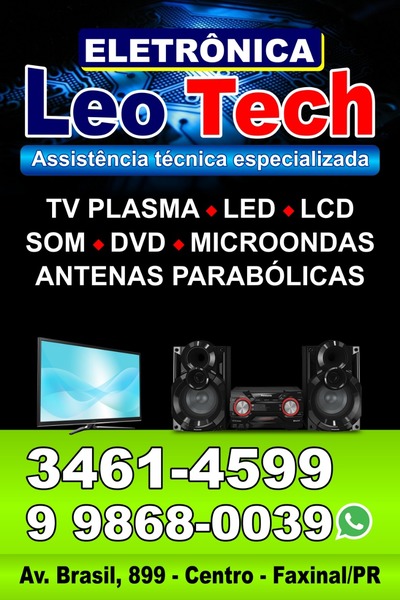 ELETRÔNICA
Leo Tech
Assistência técnica especializada
TV PLASMA ◆ LED ◆ LCD
SOM ◆ DVD ◆ MICROONDAS
ANTENAS PARABÓLICAS
3461-4599
9 9868-0039
Av. Brasil, 899 - Centro - Faxinal/PR